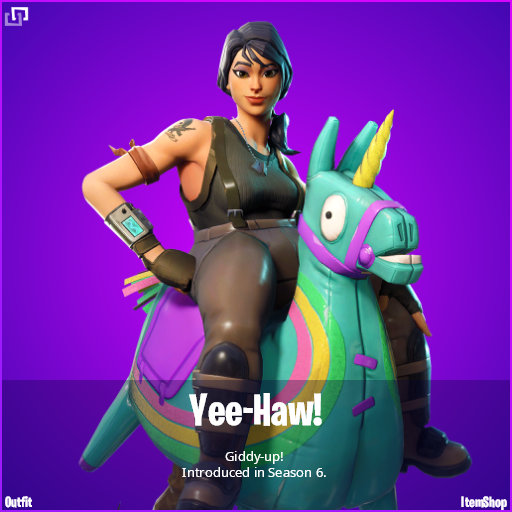 Yee-Haw!
Giddy-up!
Introduced in Season 6.
Outfit
ItemShop